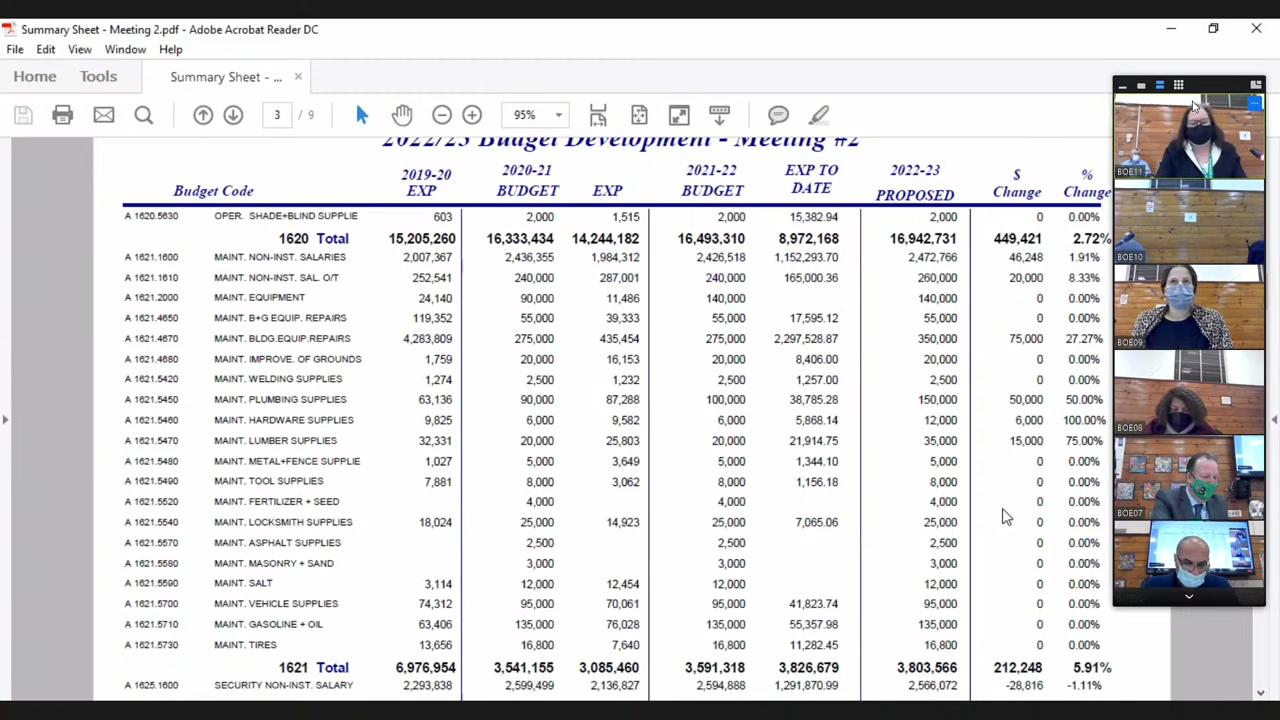 Summary Sheet - Meeting 2.pdf - Adobe Acrobat Reader DC
File Edit View Window Help
Home Tools Summary Sheet - ... ×
3 / 9 95%
2022/23 Budget Development - Meeting #2
2019-20 2020-21 2021-22 EXP TO 2022-23 $ %
Budget Code EXP BUDGET EXP BUDGET DATE PROPOSED Change Change
A 1620.5630 OPER. SHADE+BLIND SUPPLIE 603 2,000 1,515 2,000 15,382.94 2,000 0 0.00%
1620 Total 15,205,260 16,333,434 14,244,182 16,493,310 8,972,168 16,942,731 449,421 2.72%
A 1621.1600 MAINT. NON-INST. SALARIES 2,007,367 2,436,355 1,984,312 2,426,518 1,152,293.70 2,472,766 46,248 1.91%
A 1621.1610 MAINT. NON-INST. SAL. O/T 252,541 240,000 287,001 240,000 165,000.36 260,000 20,000 8.33%
A 1621.2000 MAINT. EQUIPMENT 24,140 90,000 11,486 140,000 140,000 0 0.00%
A 1621.4650 MAINT. B+G EQUIP. REPAIRS 119,352 55,000 39,333 55,000 17,595.12 55,000 0 0.00%
A 1621.4670 MAINT. BLDG.EQUIP.REPAIRS 4,283,809 275,000 435,454 275,000 2,297,528.87 350,000 75,000 27.27%
A 1621.4680 MAINT. IMPROVE. OF GROUNDS 1,759 20,000 16,153 20,000 8,406.00 20,000 0 0.00%
A 1621.5420 MAINT. WELDING SUPPLIES 1,274 2,500 1,232 2,500 1,257.00 2,500 0 0.00%
A 1621.5450 MAINT. PLUMBING SUPPLIES 63,136 90,000 87,288 100,000 38,785.28 150,000 50,000 50.00%
A 1621.5460 MAINT. HARDWARE SUPPLIES 9,825 6,000 9,582 6,000 5,868.14 12,000 6,000 100.00%
A 1621.5470 MAINT. LUMBER SUPPLIES 32,331 20,000 25,803 20,000 21,914.75 35,000 15,000 75.00%
A 1621.5480 MAINT. METAL+FENCE SUPPLIE 1,027 5,000 3,649 5,000 1,344.10 5,000 0 0.00%
A 1621.5490 MAINT. TOOL SUPPLIES 7,881 8,000 3,062 8,000 1,156.18 8,000 0 0.00%
A 1621.5520 MAINT. FERTILIZER + SEED 4,000 4,000 4,000 0 0.00%
A 1621.5540 MAINT. LOCKSMITH SUPPLIES 18,024 25,000 14,923 25,000 7,065.06 25,000 0 0.00%
A 1621.5570 MAINT. ASPHALT SUPPLIES 2,500 2,500 2,500 0 0.00%
A 1621.5580 MAINT. MASONRY + SAND 3,000 3,000 3,000 0 0.00%
A 1621.5590 MAINT. SALT 3,114 12,000 12,454 12,000 12,000 0 0.00%
A 1621.5700 MAINT. VEHICLE SUPPLIES 74,312 95,000 70,061 95,000 41,823.74 95,000 0 0.00%
A 1621.5710 MAINT. GASOLINE + OIL 63,406 135,000 76,028 135,000 55,357.98 135,000 0 0.00%
A 1621.5730 MAINT. TIRES 13,656 16,800 7,640 16,800 11,282.45 16,800 0 0.00%
1621 Total 6,976,954 3,541,155 3,085,460 3,591,318 3,826,679 3,803,566 212,248 5.91%
A 1625.1600 SECURITY NON-INST. SALARY 2,293,838 2,599,499 2,136,827 2,594,888 1,291,870.99 2,566,072 -28,816 -1.11%
BOE11
BOE10
BOE09
BOE08
BOE07